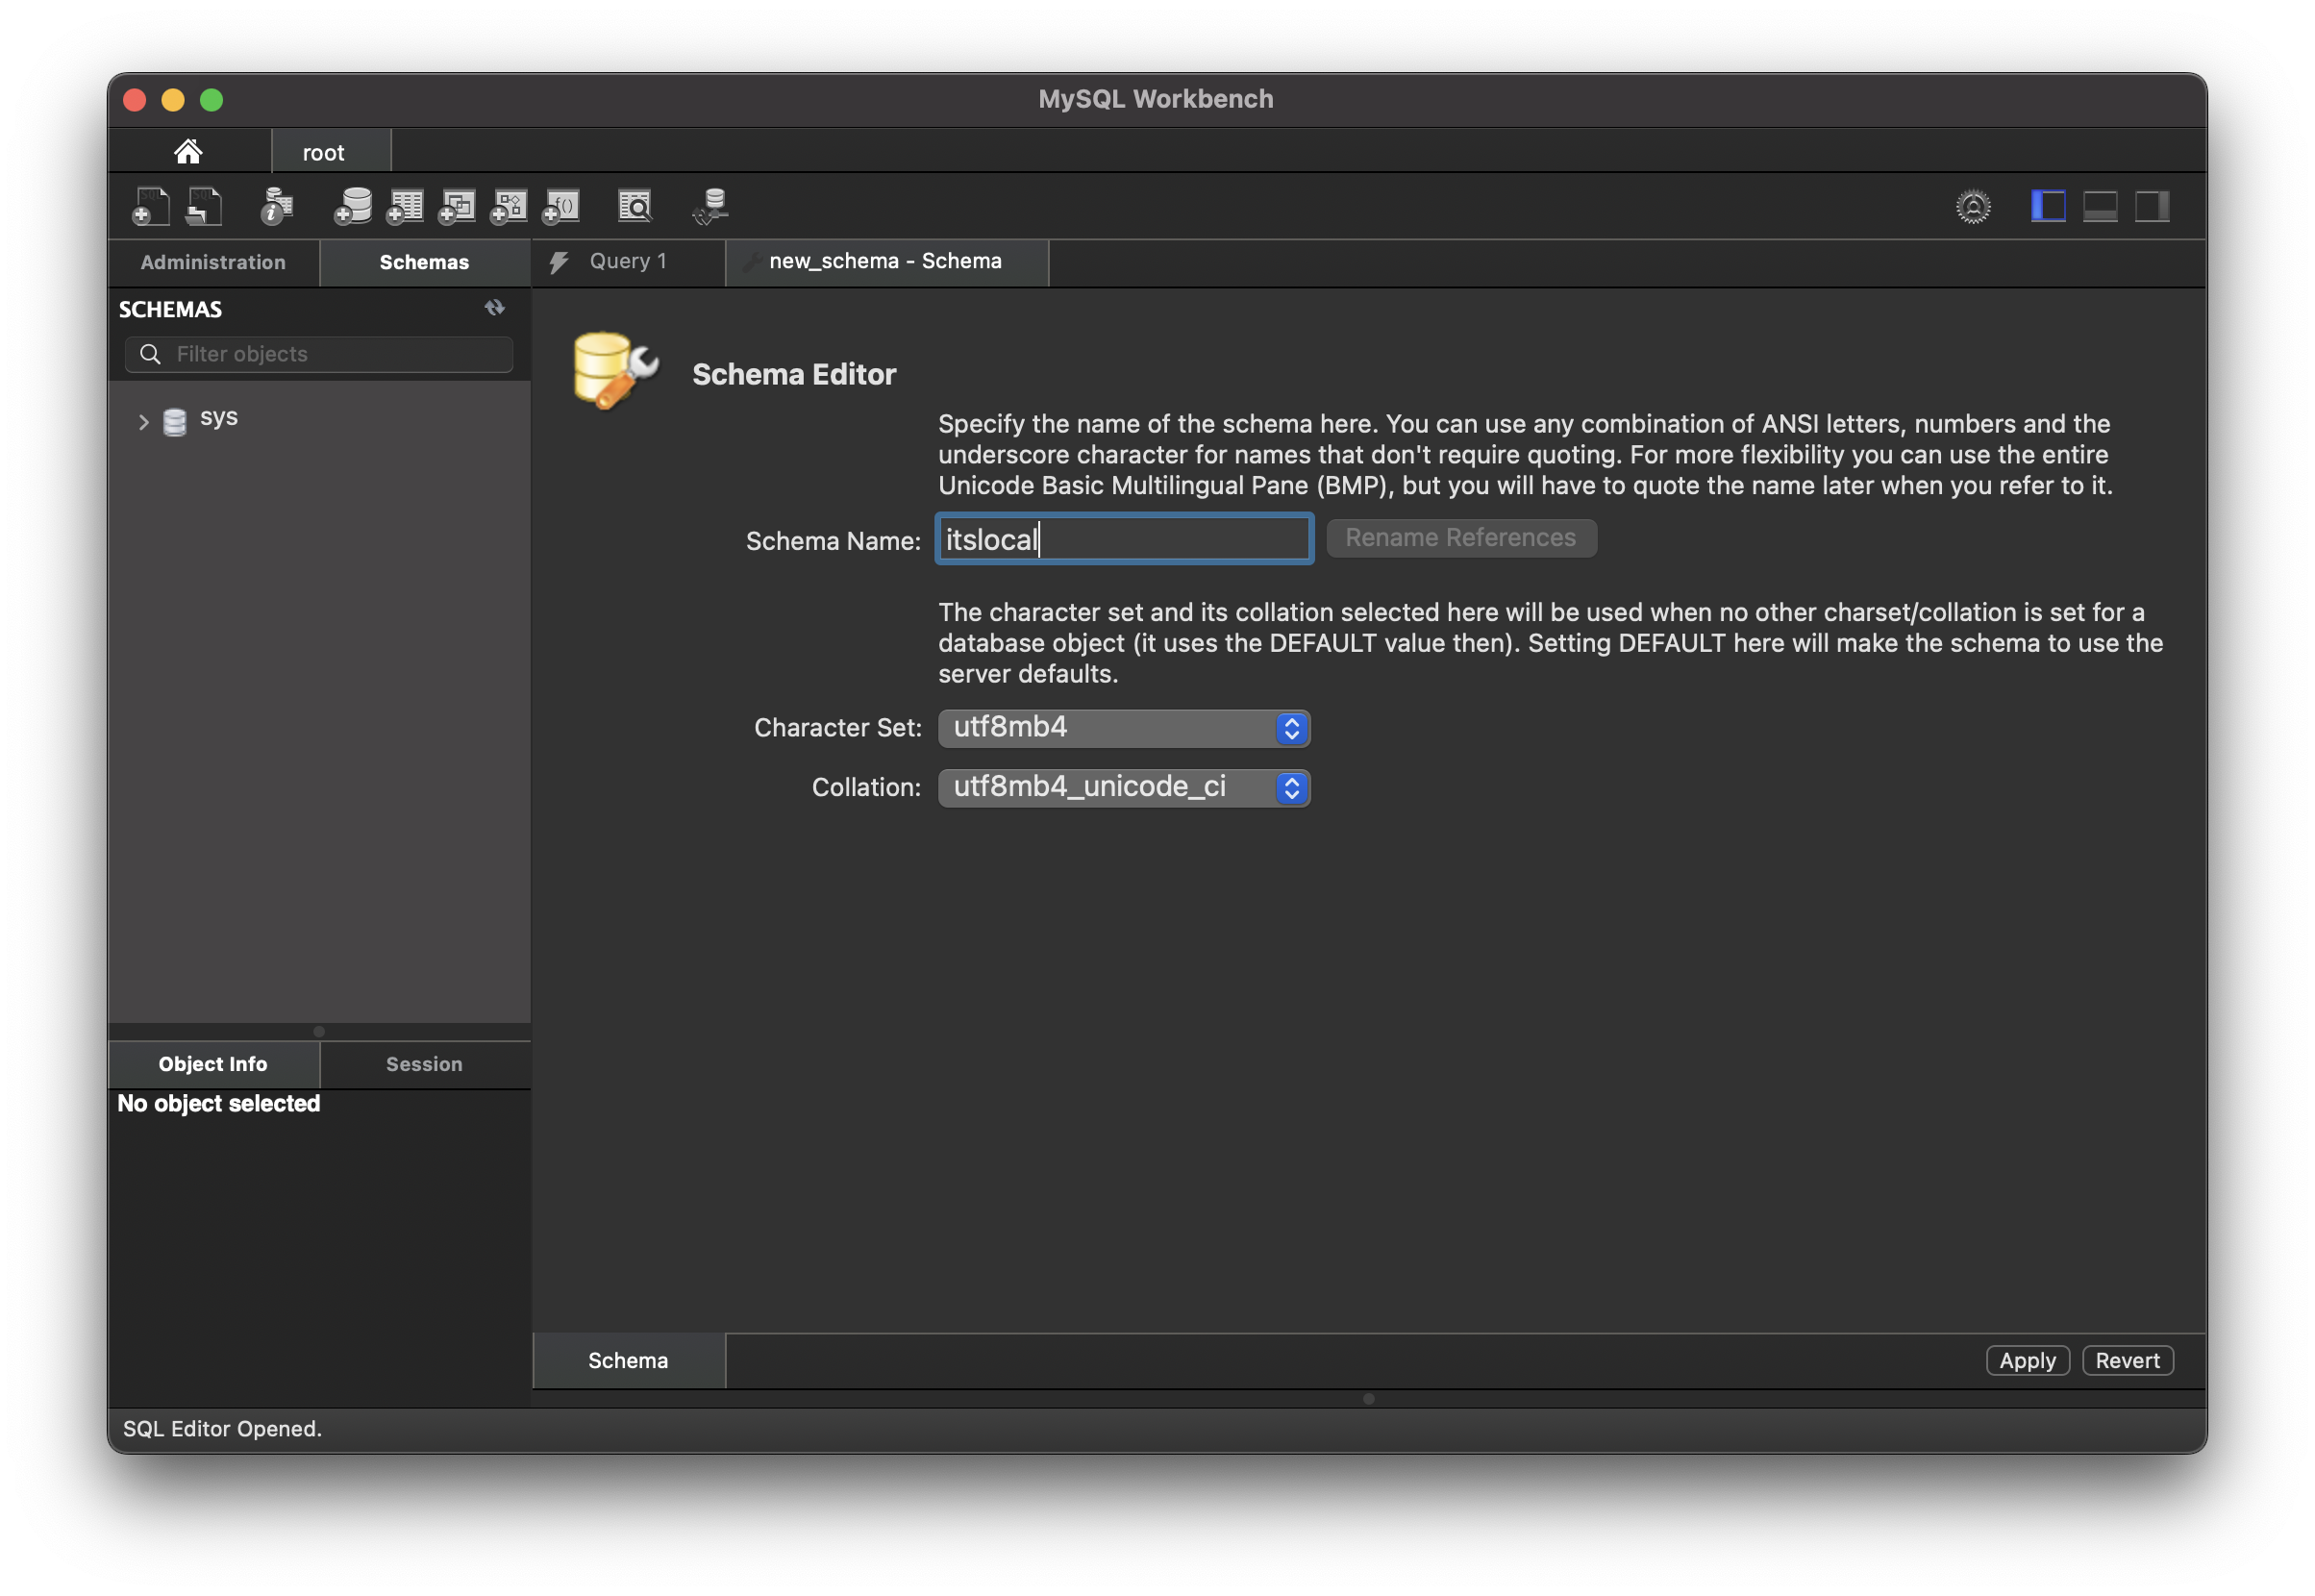 MySQL Workbench
root
Administration
Schemas
Query 1
new_schema - Schema
SCHEMAS
Filter objects
sys
Schema Editor
Specify the name of the schema here. You can use any combination of ANSI letters, numbers and the
underscore character for names that don't require quoting. For more flexibility you can use the entire
Unicode Basic Multilingual Pane (BMP), but you will have to quote the name later when you refer to it.
Schema Name: itslocal Rename References
The character set and its collation selected here will be used when no other charset/collation is set for a
database object (it uses the DEFAULT value then). Setting DEFAULT here will make the schema to use the
server defaults.
Character Set: utf8mb4
Collation: utf8mb4_unicode_ci
Object Info
Session
No object selected
Schema
Apply
Revert
SQL Editor Opened.